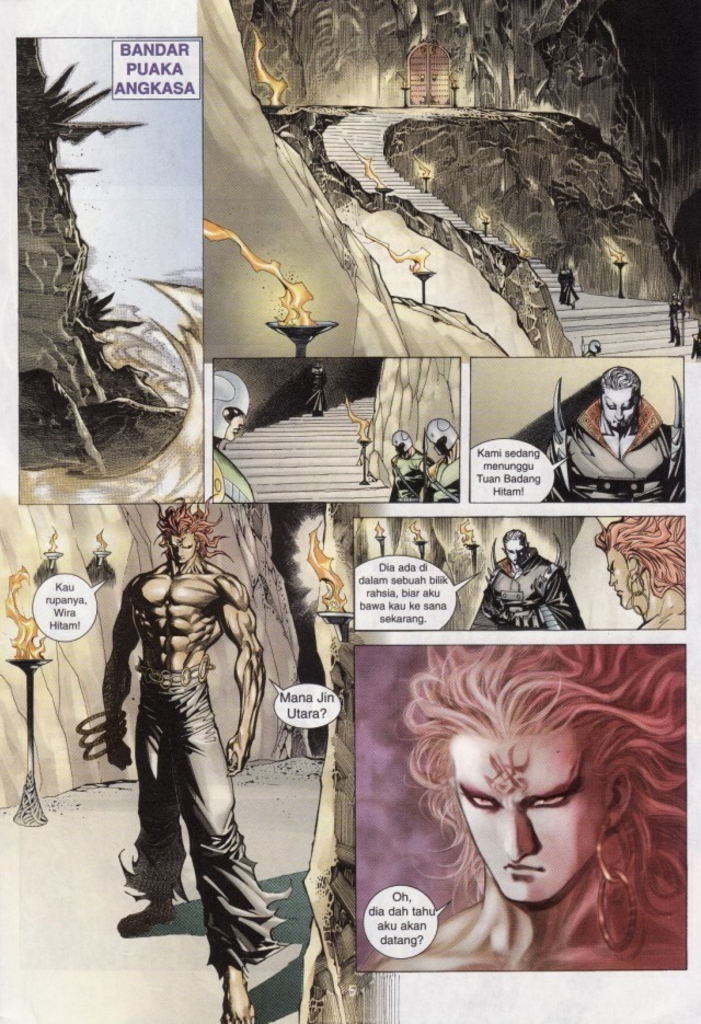 BANDAR
PUAKA
ANGKASA
Kami sedang
menunggu
Tuan Badang
Hitam!
Kau
rupanya,
Wira
Hitam!
Mana Jin
Utara?
Dia ada di
dalam sebuah bilik
rahsia, biar aku
bawa kau ke sana
sekarang.
Oh,
dia dah tahu
aku akan
datang?
5